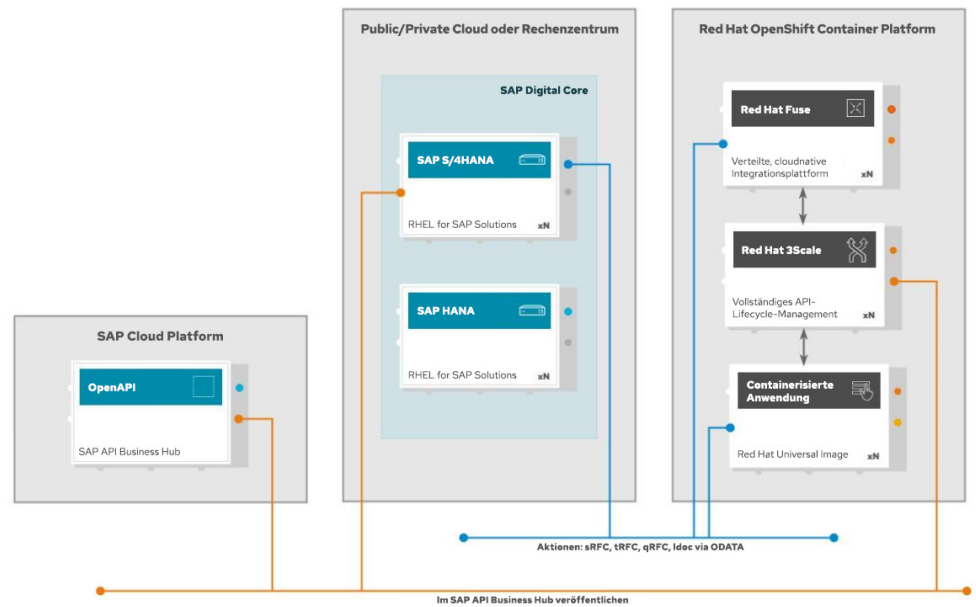 Public/Private Cloud oder Rechenzentrum
SAP Digital Core
SAP S/4HANA
RHEL for SAP Solutions
xN
SAP HANA
RHEL for SAP Solutions
xN
Red Hat OpenShift Container Platform
Red Hat Fuse
Verteilte, cloudnative
Integrationsplattform
xN
Red Hat 3Scale
Vollständiges API-
Lifecycle-Management
xN
Containerisierte
Anwendung
Red Hat Universal Image
xN
SAP Cloud Platform
OpenAPI
SAP API Business Hub
Aktionen: sRFC, tRFC, qRFC, Idoc via ODATA
Im SAP API Business Hub veröffentlichen